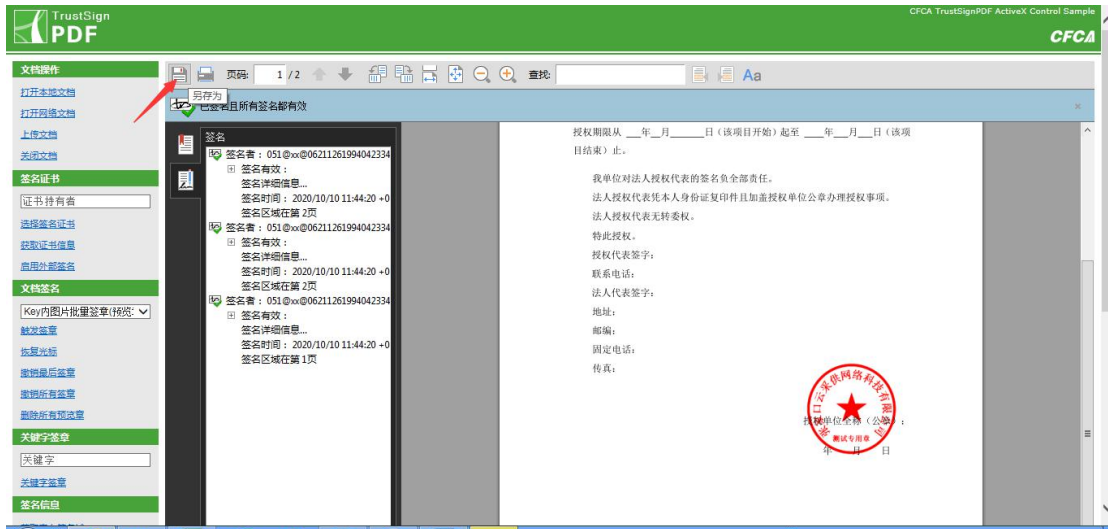 TrustSign
PDF
CFCA TrustSignPDF ActiveX Control Sample
CFCA
文档操作
打开本地文档
打开网络文档
上传文档
关闭文档
签名证书
证书持有者
选择签名证书
获取证书信息
启用外部签名
文档签名
Key内图片批量签章(预览:
触发签章
恢复光标
撤销最后签章
撤销所有签章
删除所有预览章
关键字签章
关键字
关键字签章
签名信息
页码: 1 / 2 查找: Aa
另存为
已签名且所有签名都有效
签名
签名者: 051@xx@06211261994042334
签名有效:
签名详细信息...
签名时间: 2020/10/10 11:44:20 +0
签名区域在第 2页
签名者: 051@xx@06211261994042334
签名有效:
签名详细信息...
签名时间: 2020/10/10 11:44:20 +0
签名区域在第 2页
签名者: 051@xx@06211261994042334
签名有效:
签名详细信息...
签名时间: 2020/10/10 11:44:20 +0
签名区域在第 1页
授权期限从 __年__月______日（该项目开始）起至 ____年__月__日（该项
目结束）止。
我单位对法人授权代表的签名负全部责任。
法人授权代表凭本人身份证复印件且加盖授权单位公章办理授权事项。
法人授权代表无转委权。
特此授权。
授权代表签字:
联系电话:
法人代表签字:
地址:
邮编:
固定电话:
传真:
张家口云采供网络科技有限公司
测试专用章
授权单位全称（公章）:
年 月 日